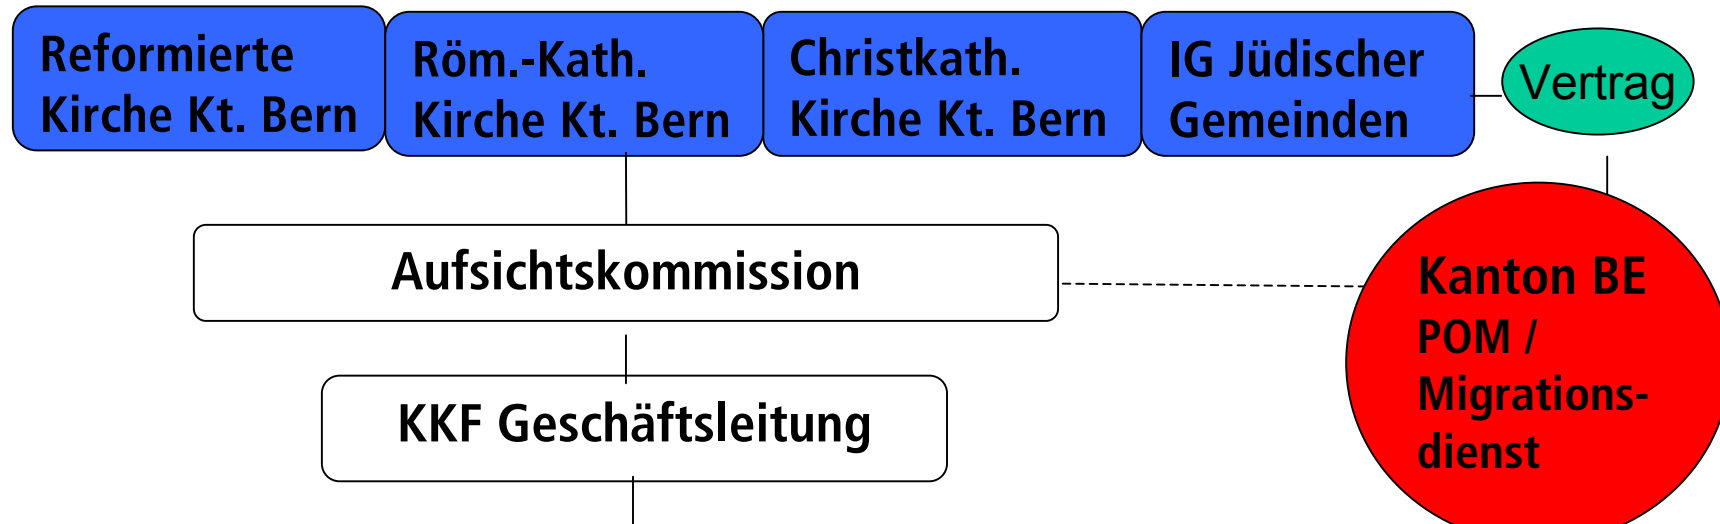 Reformierte
Kirche Kt. Bern
Röm.-Kath.
Kirche Kt. Bern
Christkath.
Kirche Kt. Bern
IG Jüdischer
Gemeinden
Vertrag
Aufsichtskommission
Kanton BE
POM /
Migrations-
dienst
KKF Geschäftsleitung